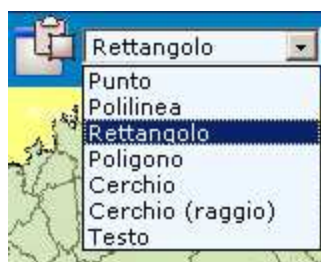 Rettangolo
Punto
Polilinea
Rettangolo
Poligono
Cerchio
Cerchio (raggio)
Testo